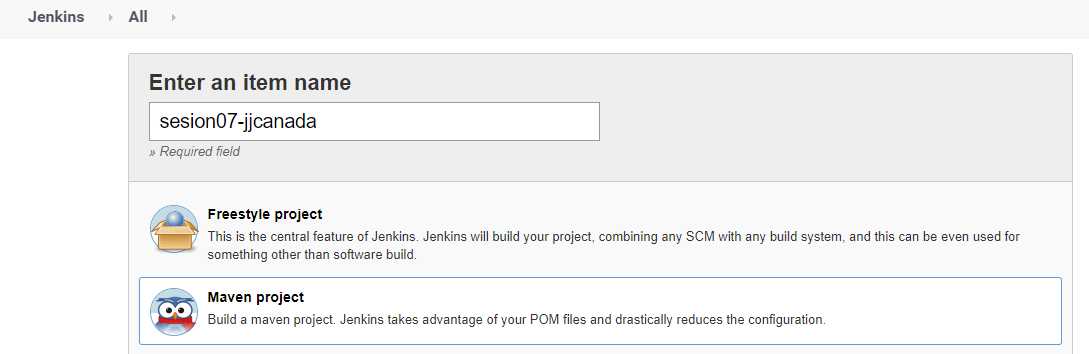 Jenkins
All
Enter an item name
sesion07-jjcanada
» Required field
Freestyle project
This is the central feature of Jenkins. Jenkins will build your project, combining any SCM with any build system, and this can be even used for
something other than software build.
Maven project
Build a maven project. Jenkins takes advantage of your POM files and drastically reduces the configuration.